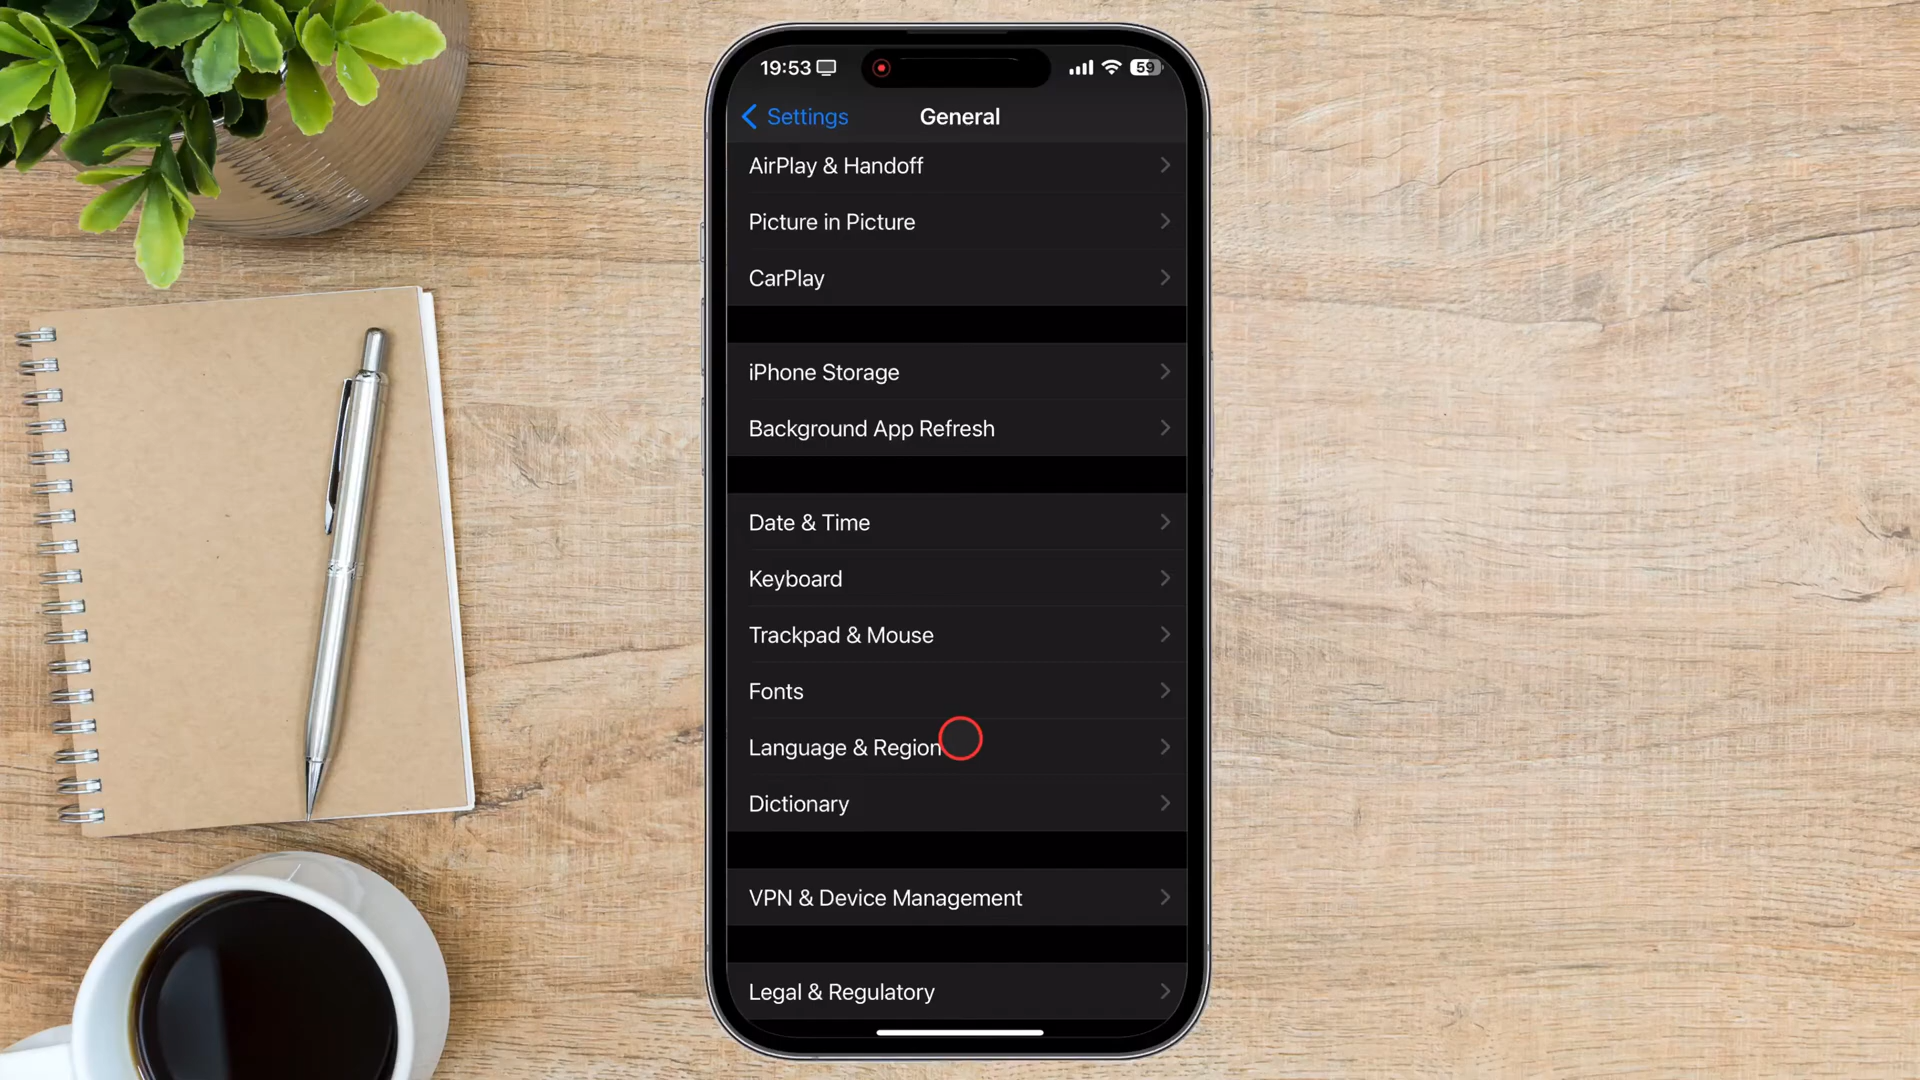 19:53 59
Settings General
AirPlay & Handoff
Picture in Picture
CarPlay
iPhone Storage
Background App Refresh
Date & Time
Keyboard
Trackpad & Mouse
Fonts
Language & Region
Dictionary
VPN & Device Management
Legal & Regulatory